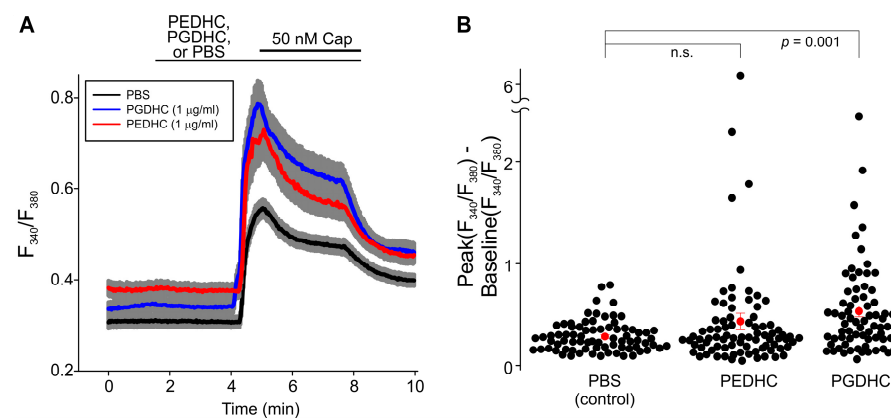 A
PEDHC,
PGDHC,
or PBS
50 nM Cap
PBS
PGDHC (1 µg/ml)
PEDHC (1 µg/ml)
0.8
0.6
0.4
0.2
F340/F380
0 2 4 6 8 10
Time (min)
B
n.s.
p = 0.001
6
2
1
0
Peak(F340/F380) -
Baseline(F340/F380)
PBS
(control)
PEDHC
PGDHC